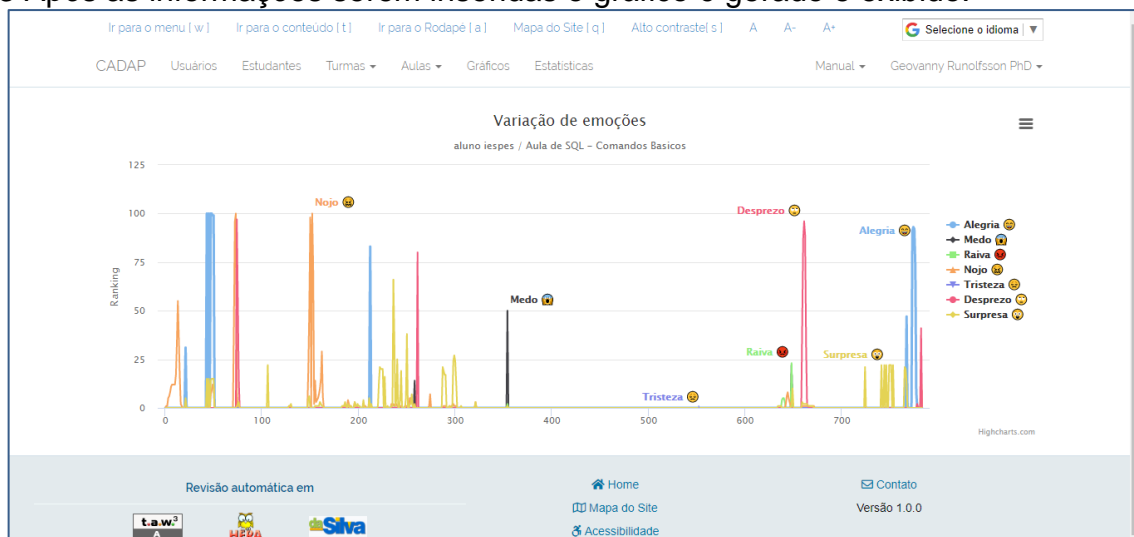 Após as informações serem inseridas o gráfico é gerado e exibido.
Ir para o menu [ w ] Ir para o conteúdo [ t ] Ir para o Rodapé [ a ] Mapa do Site [ q ] Alto contraste[ s ] A A- A+ Selecione o idioma ▼
CADAP Usuários Estudantes Turmas Aulas Gráficos Estatisticas Manual Geovanny Runolfsson PhD
Variação de emoções
aluno iespes / Aula de SQL - Comandos Basicos
Ranking
125
100
75
50
25
0
0 100 200 300 400 500 600 700
Nojo
Medo
Tristeza
Raiva
Desprezo
Surpresa
Alegria
Alegria
Medo
Raiva
Nojo
Tristeza
Desprezo
Surpresa
Highcharts.com
Revisão automática em
t.a.w.3
A
HERA
daSilva
Home
Mapa do Site
Acessibilidade
Contato
Versão 1.0.0